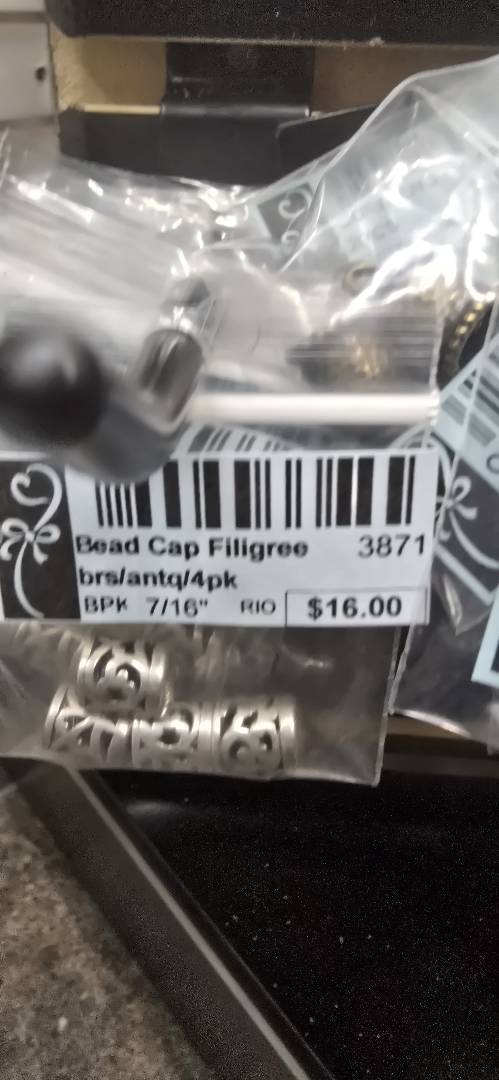 Bead Cap Filigree 3871
brs/antq/4pk
BPK 7/16" RIO $16.00